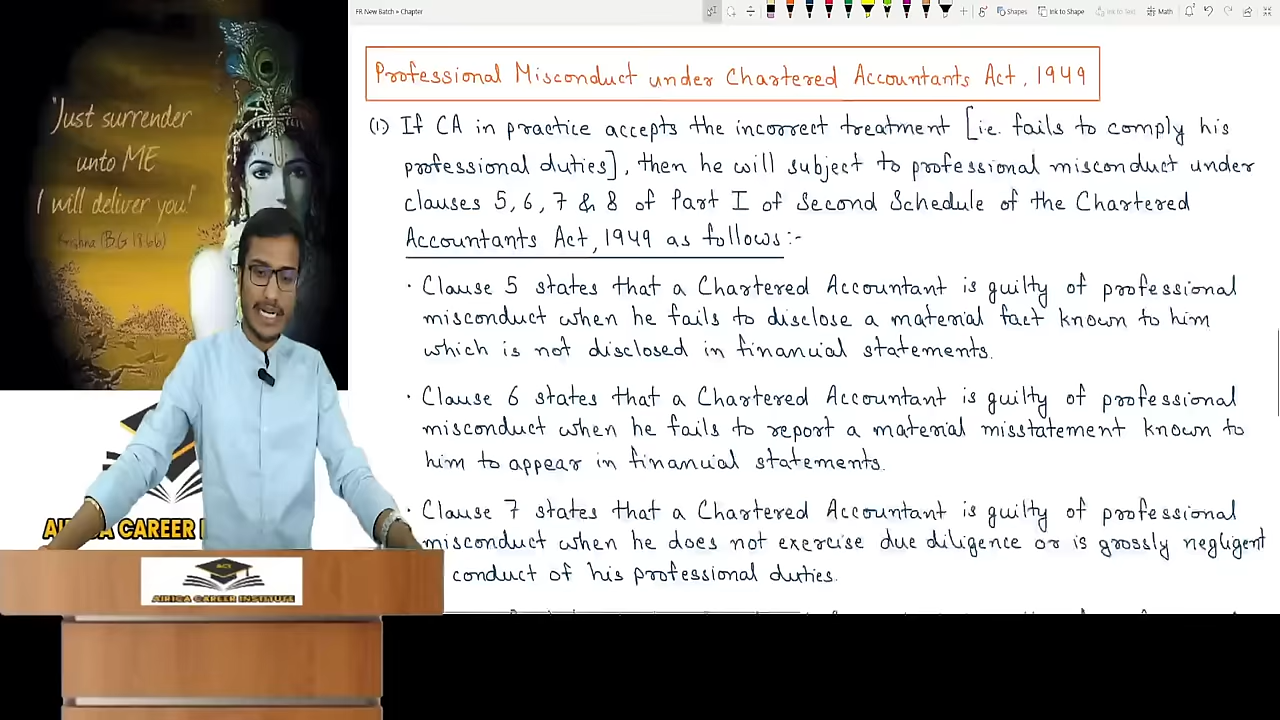 FR New Batch » Chapter
Shapes
Ink to Shape
Ink to Text
Math
Professional Misconduct under Chartered Accountants Act, 1949
(1) If CA in practice accepts the incorrect treatment [i.e. fails to comply his
professional duties], then he will subject to professional misconduct under
clauses 5, 6, 7 & 8 of Part I of Second Schedule of the Chartered
Accountants Act, 1949 as follows:-
· Clause 5 states that a Chartered Accountant is guilty of professional
misconduct when he fails to disclose a material fact known to him
which is not disclosed in financial statements.
· Clause 6 states that a Chartered Accountant is guilty of professional
misconduct when he fails to report a material misstatement known to
him to appear in financial statements.
· Clause 7 states that a Chartered Accountant is guilty of professional
misconduct when he does not exercise due diligence or is grossly negligent
conduct of his professional duties.
"Just surrender
unto ME
I will deliver you!"
Krishna (BG 18.66)
CAREER
ACI
AIRICA CAREER INSTITUTE